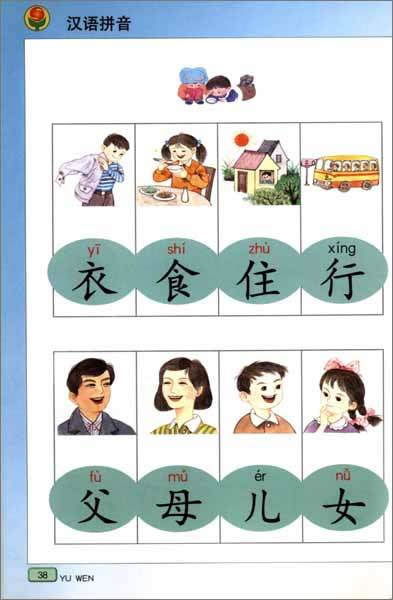 汉语拼音
yī shí zhù xíng
衣 食 住 行
fù mǔ ér nǚ
父 母 儿 女
38 YU WEN